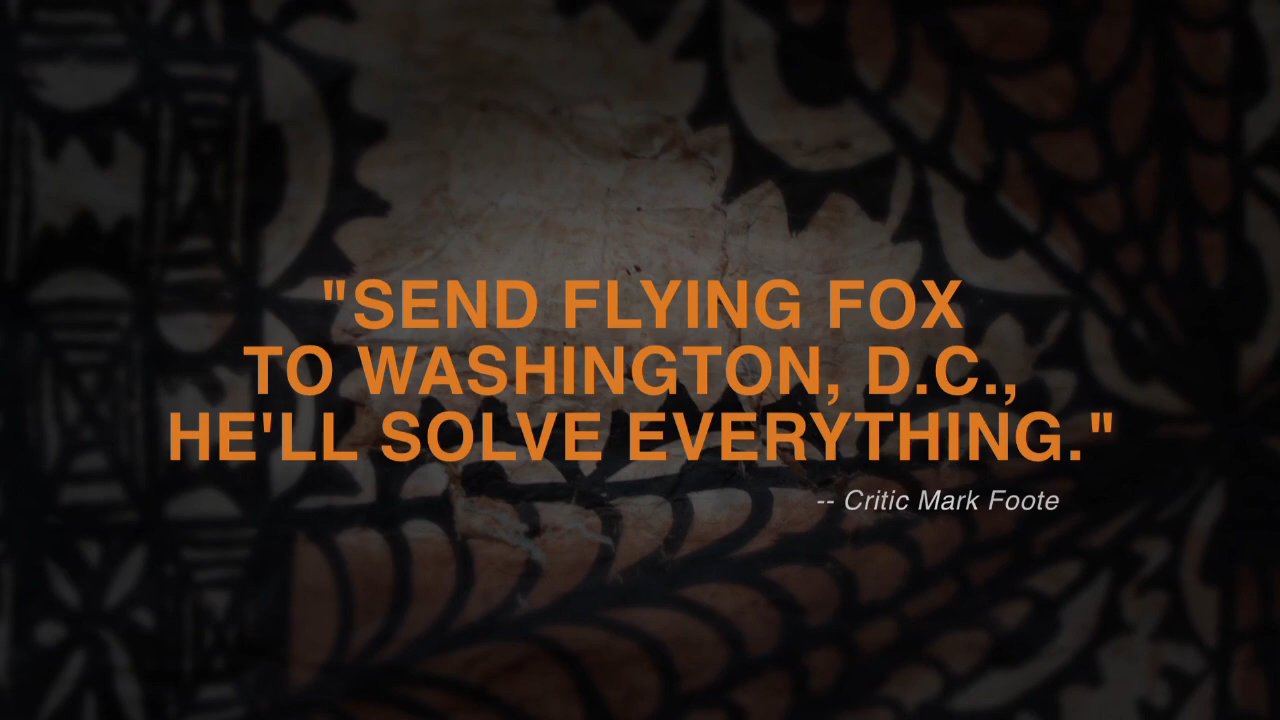 "SEND FLYING FOX
TO WASHINGTON, D.C.,
HE'LL SOLVE EVERYTHING."
-- Critic Mark Foote